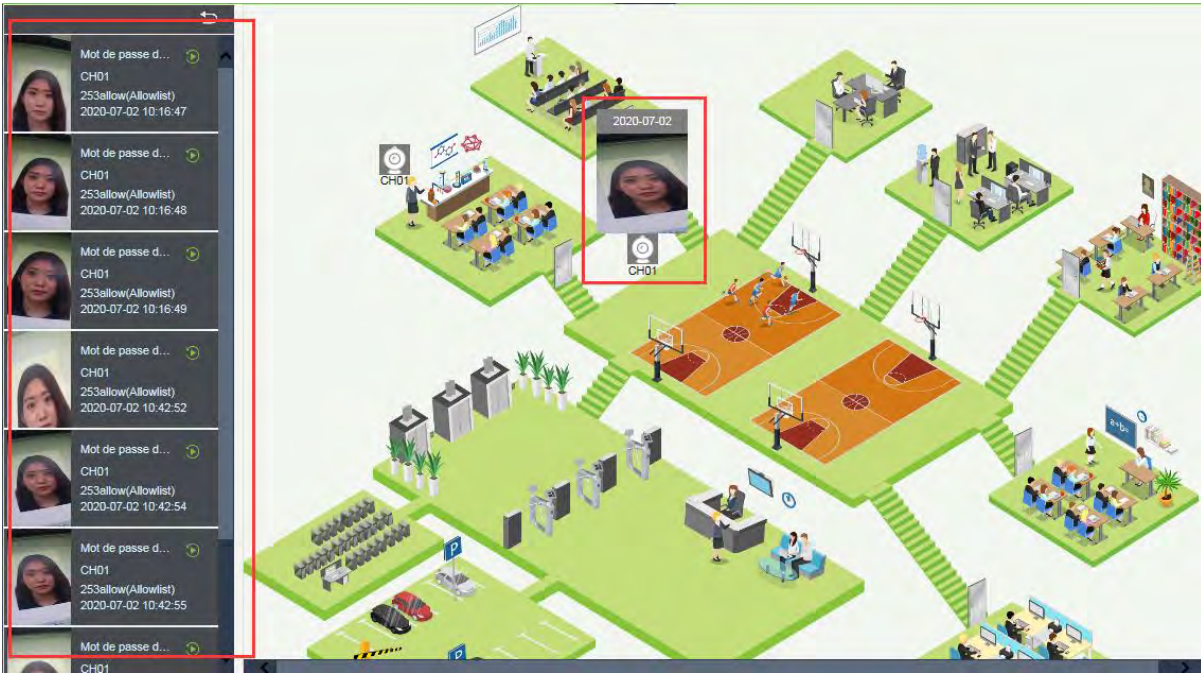 Mot de passe d...
CH01
253allow(Allowlist)
2020-07-02 10:16:47
Mot de passe d...
CH01
253allow(Allowlist)
2020-07-02 10:16:48
Mot de passe d...
CH01
253allow(Allowlist)
2020-07-02 10:16:49
Mot de passe d...
CH01
253allow(Allowlist)
2020-07-02 10:42:52
Mot de passe d...
CH01
253allow(Allowlist)
2020-07-02 10:42:54
Mot de passe d...
CH01
253allow(Allowlist)
2020-07-02 10:42:55
Mot de passe d...
CH01
2020-07-02
CH01
CH01
a+b=
P
P